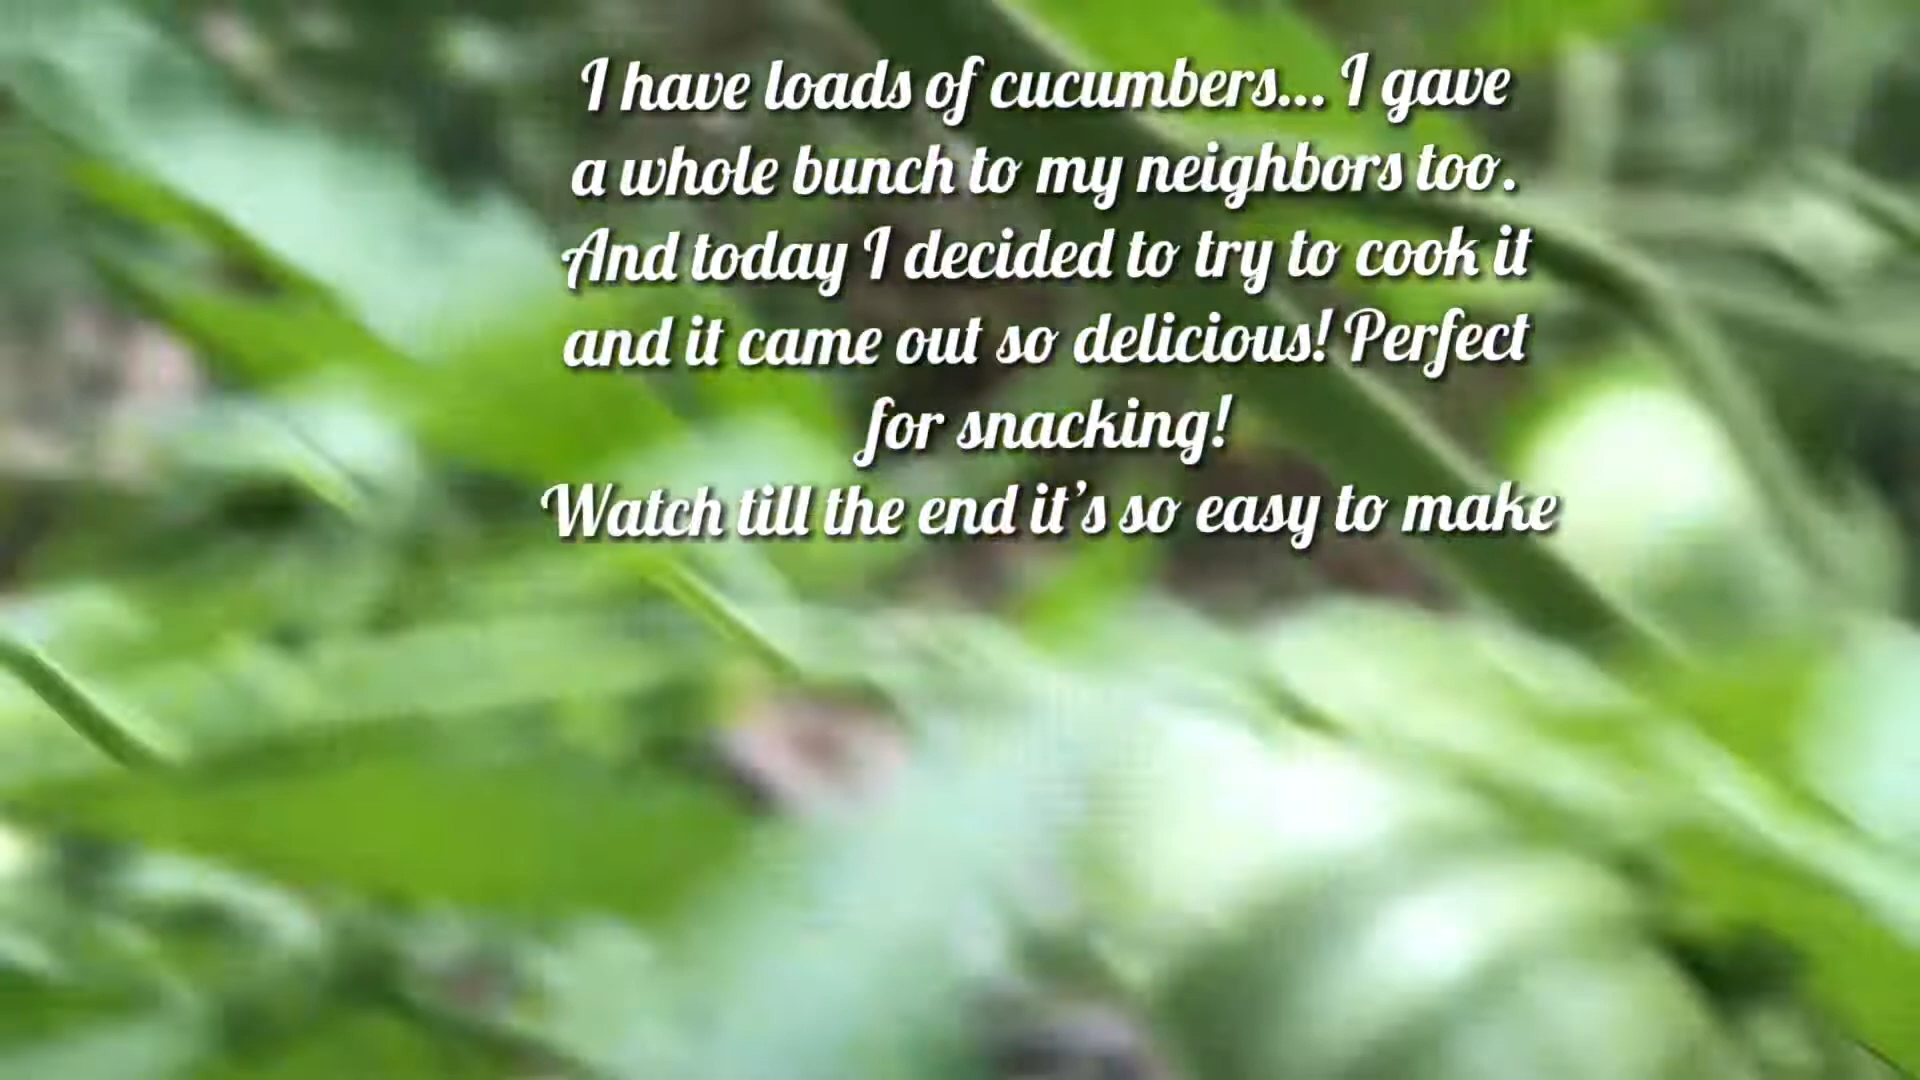 I have loads of cucumbers... I gave
a whole bunch to my neighbors too.
And today I decided to try to cook it
and it came out so delicious! Perfect
for snacking!
Watch till the end it's so easy to make